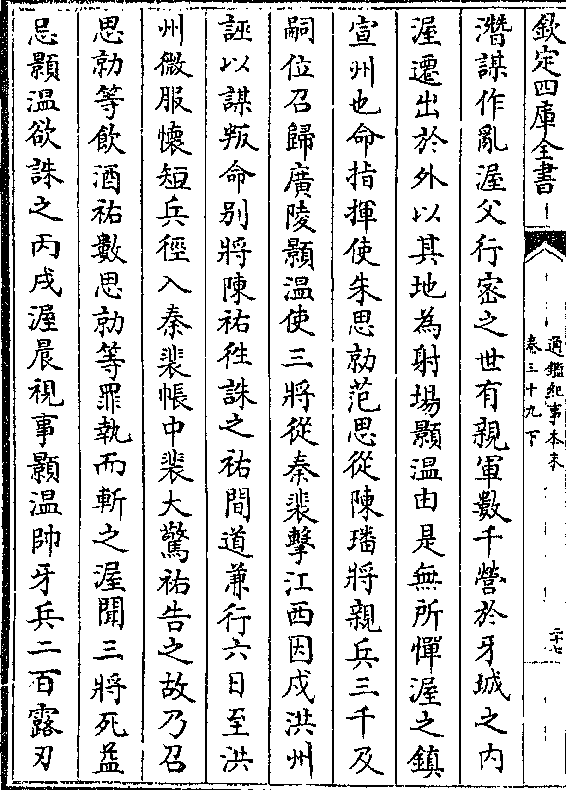 欽定四庫全書
通鑑紀事本末
卷三十九下
二十七
潛謀作亂渥父行密之世有親軍數千營於牙城之内
渥遷出於外以其地為射場顥溫由是無所憚渥之鎮
宣州也命指揮使朱思勍范思從陳璠將親兵三千及
嗣位召歸廣陵顥溫使三將從秦裴擊江西因戍洪州
誣以謀叛命别將陳祐徃誅之祐間道兼行六日至洪
州微服懷短兵徑入秦裴帳中裴大驚祐告之故乃召
思勍等飲酒祐數思勍等罪執而斬之渥聞三將死益
忌顥溫欲誅之丙戌渥晨視事顥溫帥牙兵二百露刃